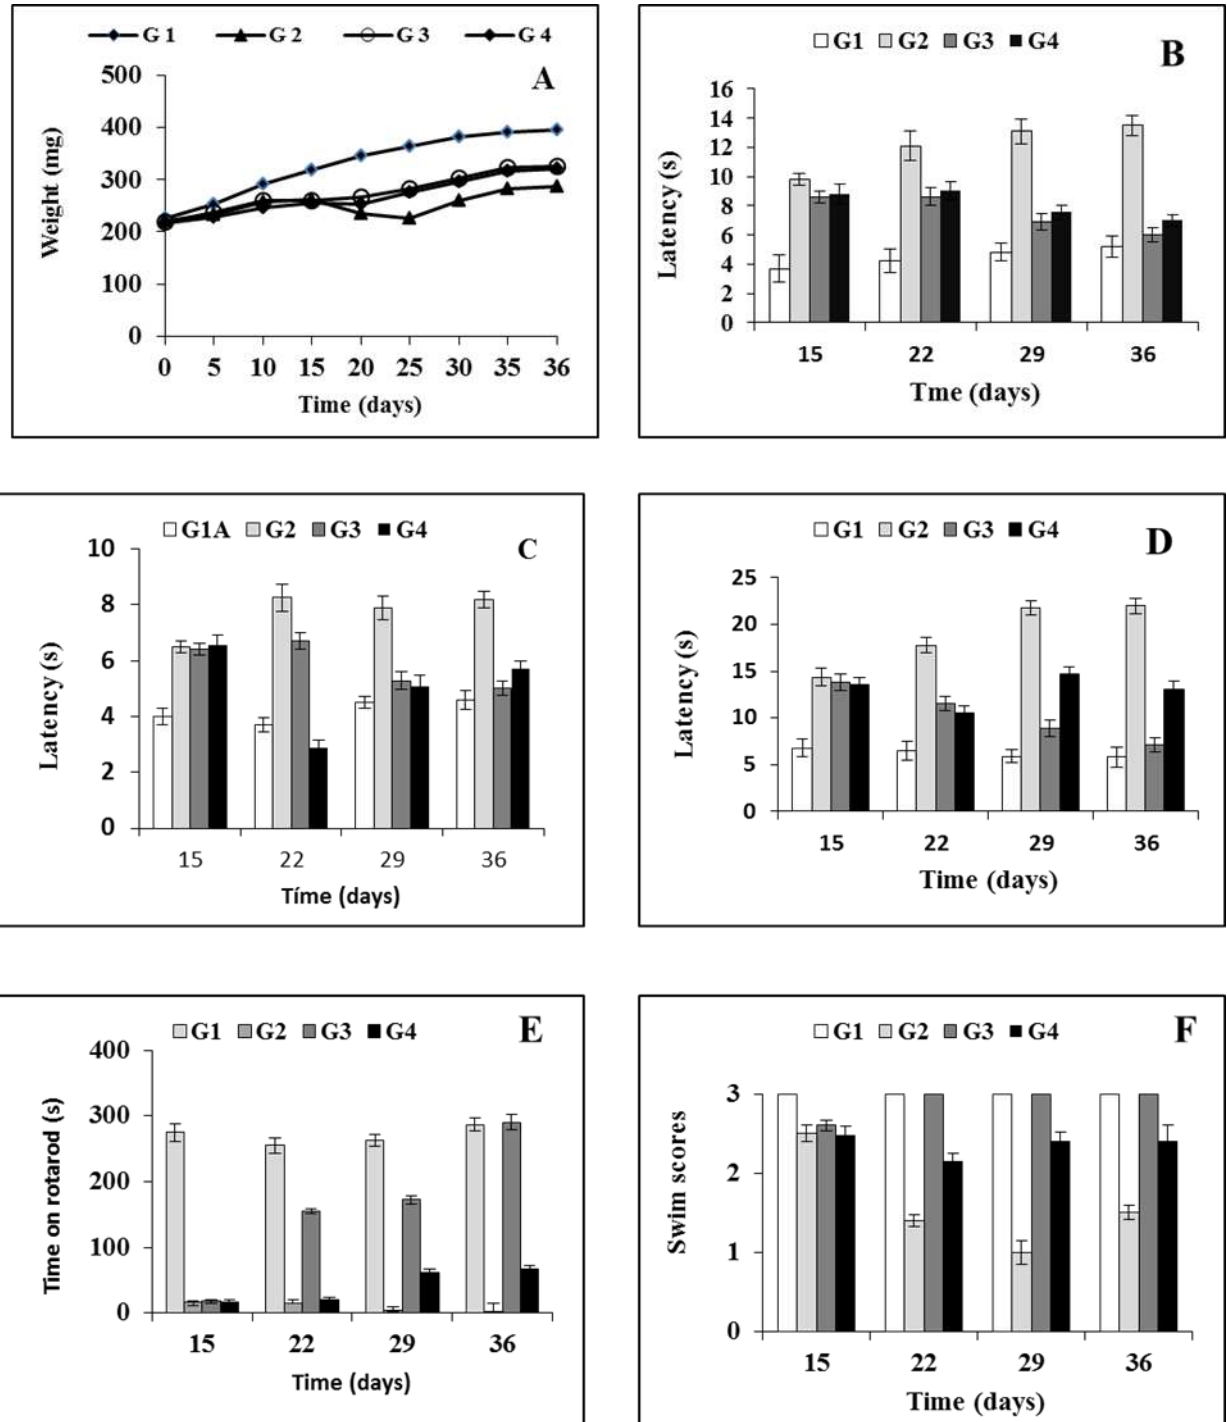 G 1 G 2 G 3 G 4
A
500
400
300
200
100
0
Weight (mg)
0 5 10 15 20 25 30 35 36
Time (days)
G1 G2 G3 G4
B
16
14
12
10
8
6
4
2
0
Latency (s)
15 22 29 36
Tme (days)
G1A G2 G3 G4
C
10
8
6
4
2
0
Latency (s)
15 22 29 36
Tíme (days)
G1 G2 G3 G4
D
25
20
15
10
5
0
Latency (s)
15 22 29 36
Time (days)
G1 G2 G3 G4
E
400
300
200
100
0
Time on rotarod (s)
15 22 29 36
Time (days)
G1 G2 G3 G4
F
3
2
1
0
Swim scores
15 22 29 36
Time (days)